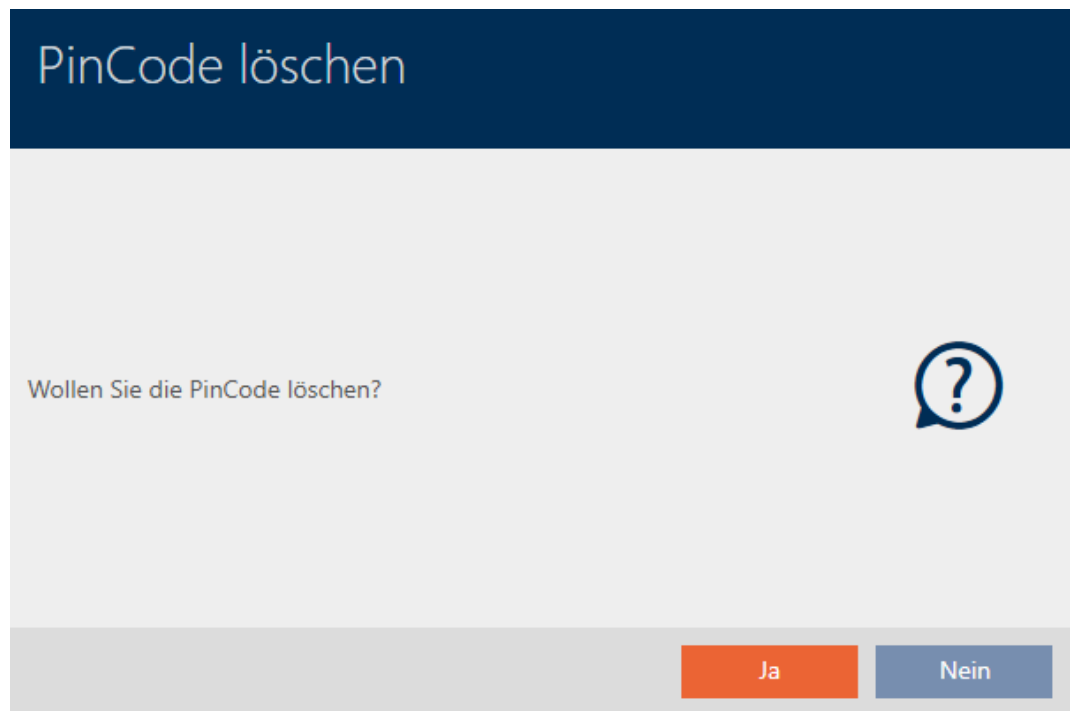 PinCode löschen
Wollen Sie die PinCode löschen?
?
Ja
Nein